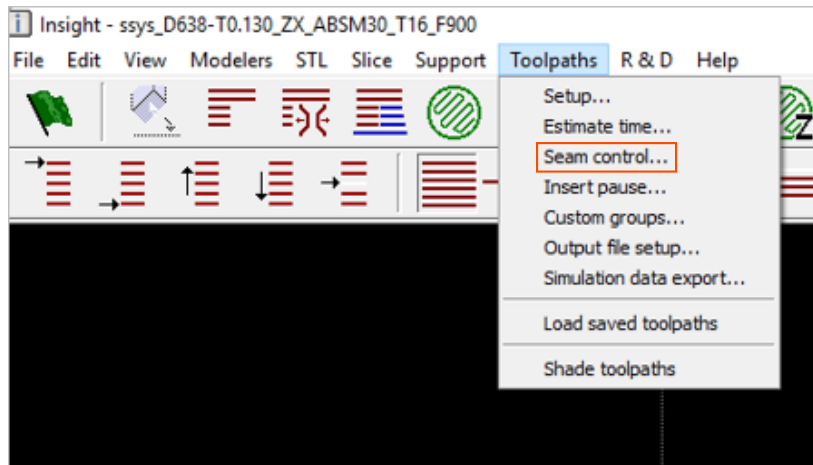 Insight - ssys_D638-T0.130_ZX_ABSM30_T16_F900
File Edit View Modelers STL Slice Support Toolpaths R & D Help
Setup...
Estimate time...
Seam control...
Insert pause...
Custom groups...
Output file setup...
Simulation data export...
Load saved toolpaths
Shade toolpaths
Z